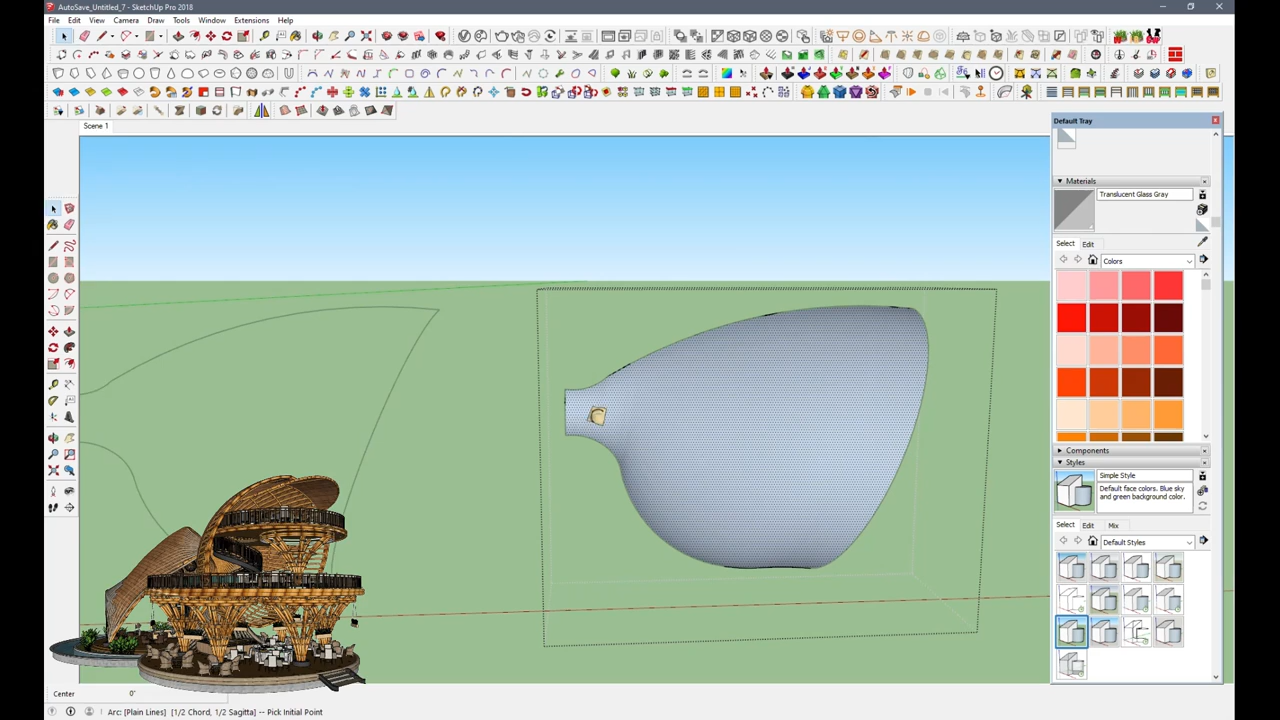 AutoSave_Untitled_7 - SketchUp Pro 2018
File Edit View Camera Draw Tools Window Extensions Help
Scene 1
Default Tray
Materials
Translucent Glass Gray
Select Edit
Colors
Components
Styles
Simple Style
Default face colors. Blue sky
and green background color.
Select Edit Mix
Default Styles
Center 0'
Arc: [Plain Lines] [1/2 Chord, 1/2 Sagitta] -- Pick Initial Point